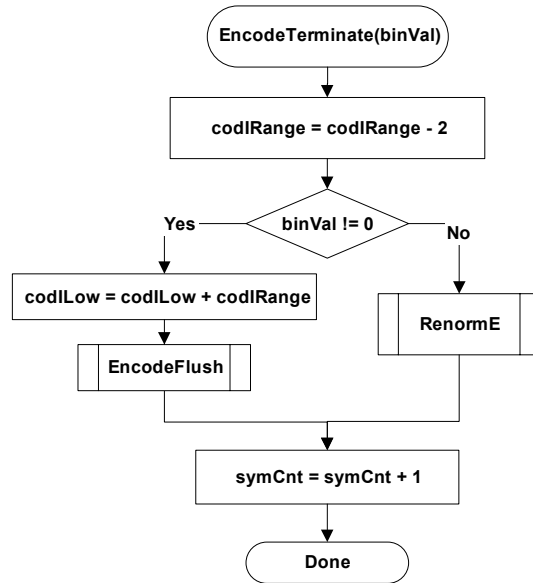 EncodeTerminate(binVal)
codIRange = codIRange - 2
binVal != 0
Yes
No
codILow = codILow + codIRange
RenormE
EncodeFlush
symCnt = symCnt + 1
Done